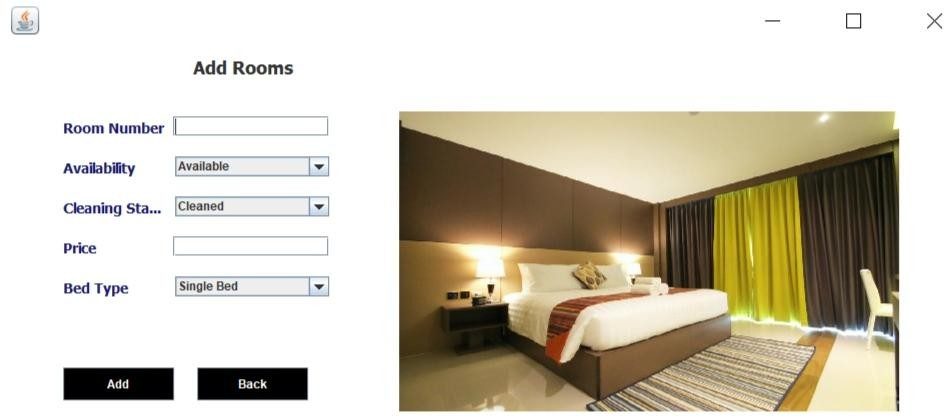 Add Rooms
Room Number
Availability Available
Cleaning Sta... Cleaned
Price
Bed Type Single Bed
Add Back